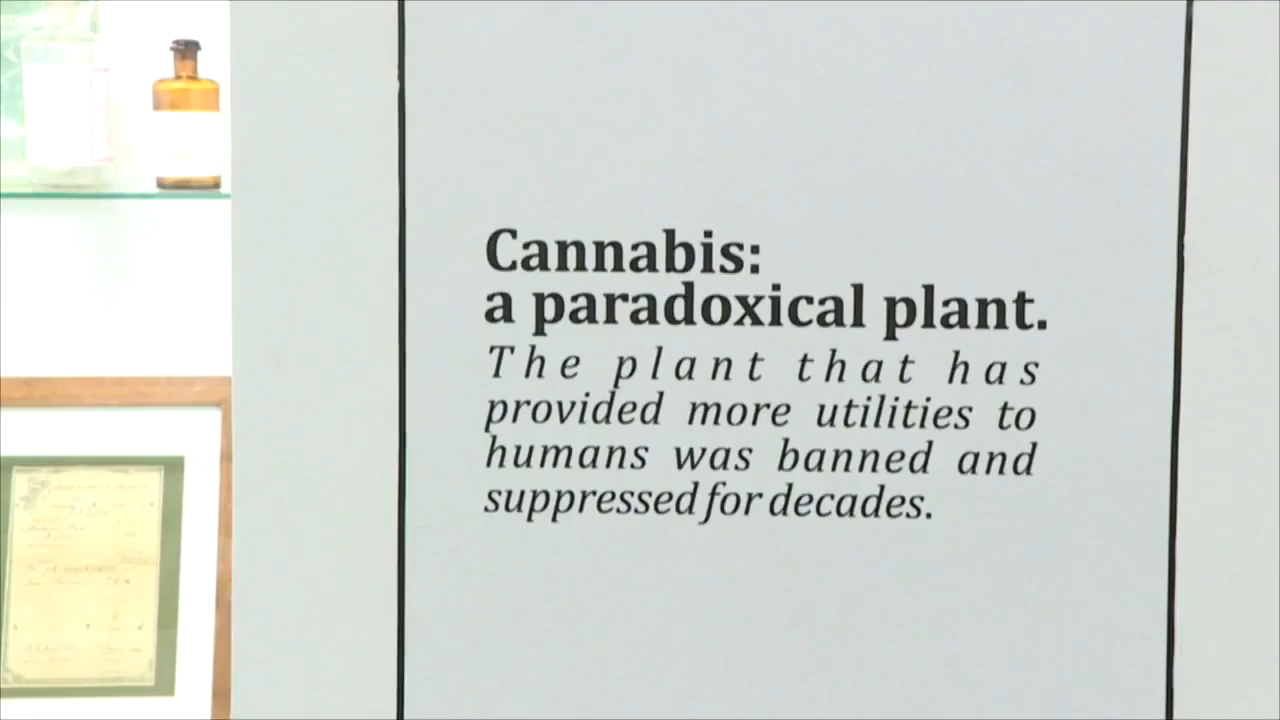 Cannabis:
a paradoxical plant.
The plant that has
provided more utilities to
humans was banned and
suppressed for decades.